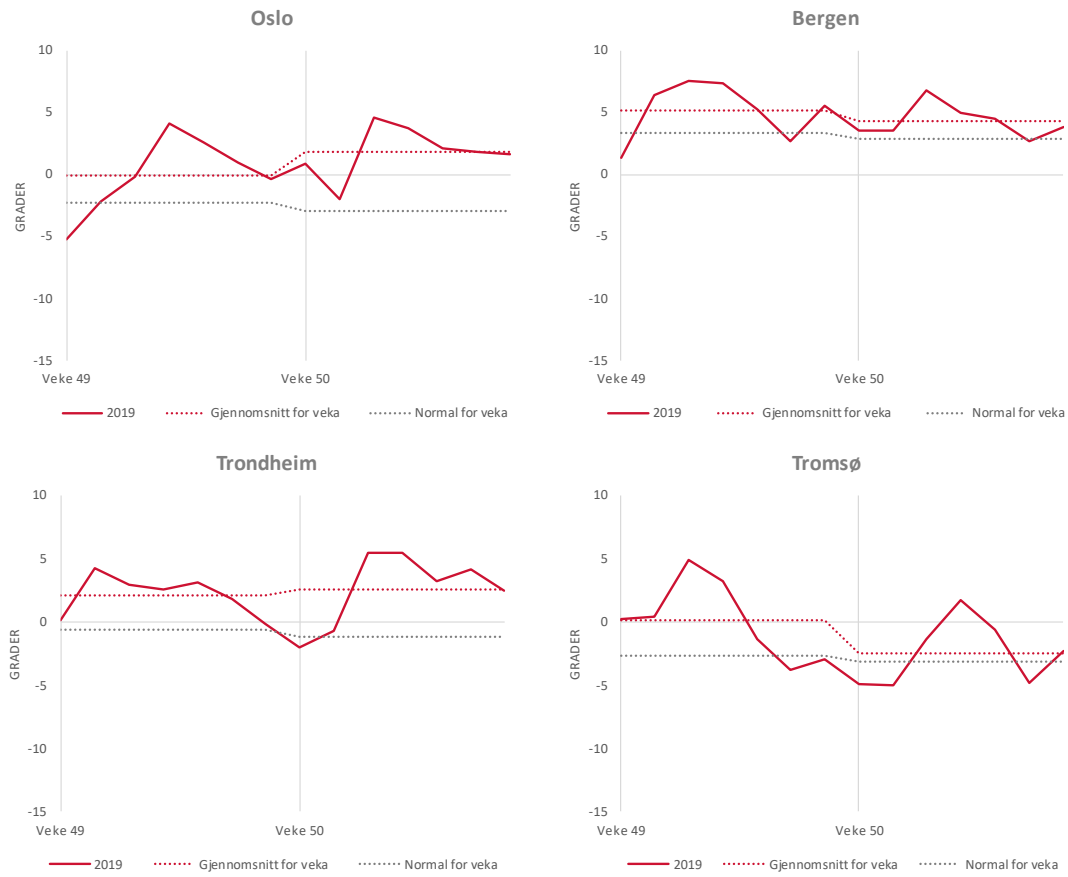 Oslo
10
5
0
-5
-10
-15
GRADER
Veke 49
Veke 50
2019
Gjennomsnitt for veka
Normal for veka
Bergen
10
5
0
-5
-10
-15
GRADER
Veke 49
Veke 50
2019
Gjennomsnitt for veka
Normal for veka
Trondheim
10
5
0
-5
-10
-15
GRADER
Veke 49
Veke 50
2019
Gjennomsnitt for veka
Normal for veka
Tromsø
10
5
0
-5
-10
-15
GRADER
Veke 49
Veke 50
2019
Gjennomsnitt for veka
Normal for veka